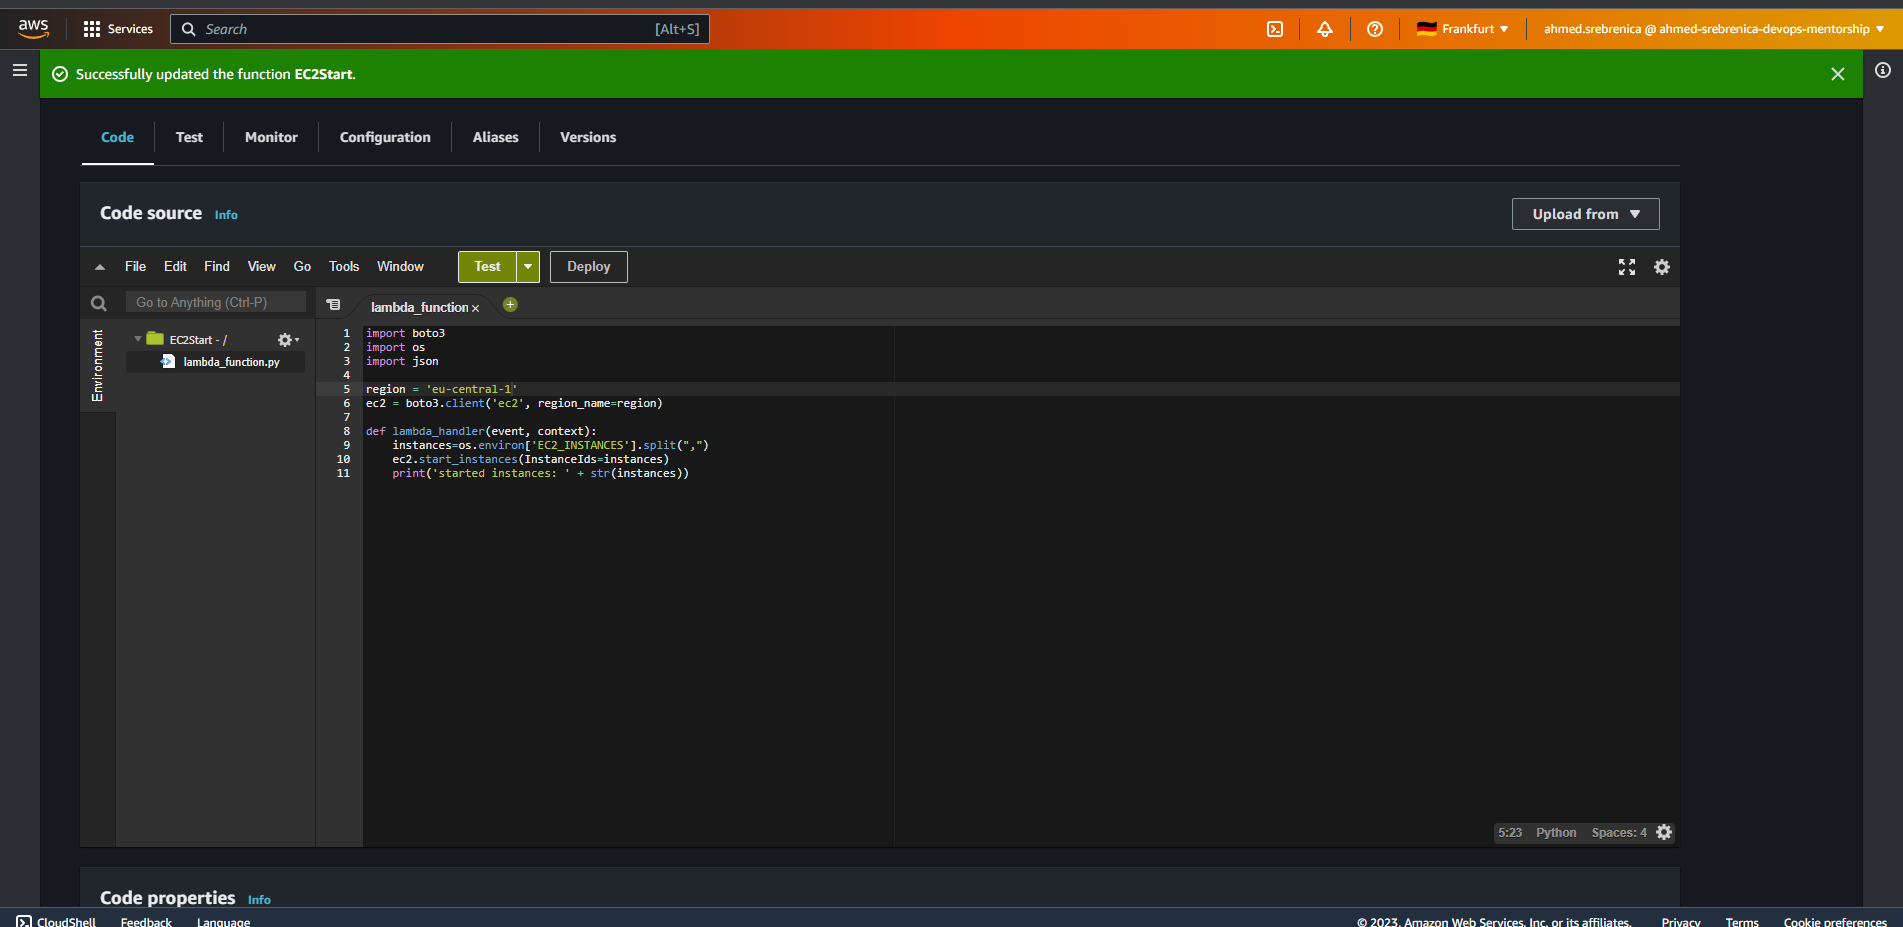 aws Services Search [Alt+S] Frankfurt ▼ ahmed.srebrenica @ ahmed-srebrenica-devops-mentorship ▼
Successfully updated the function EC2Start.
Code Test Monitor Configuration Aliases Versions
Code source Info Upload from ▼
File Edit Find View Go Tools Window Test Deploy
Go to Anything (Ctrl-P) lambda_function ×
Environment
EC2Start - /
lambda_function.py
1 import boto3
2 import os
3 import json
4
5 region = 'eu-central-1'
6 ec2 = boto3.client('ec2', region_name=region)
7
8 def lambda_handler(event, context):
9     instances=os.environ['EC2_INSTANCES'].split(",")
10     ec2.start_instances(InstanceIds=instances)
11     print('started instances: ' + str(instances))
5:23 Python Spaces: 4
Code properties Info
CloudShell Feedback Language © 2023, Amazon Web Services, Inc. or its affiliates. Privacy Terms Cookie preferences